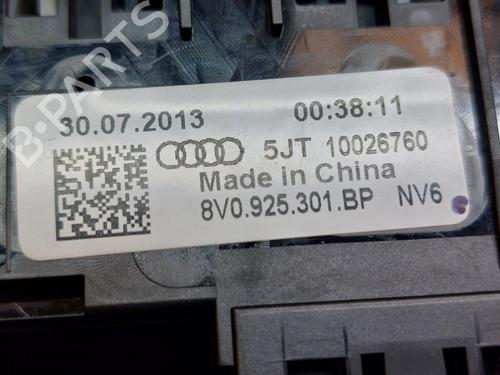 B-PARTS
30.07.2013 00:38:11
5JT 10026760
Made in China
8V0.925.301.BP NV6